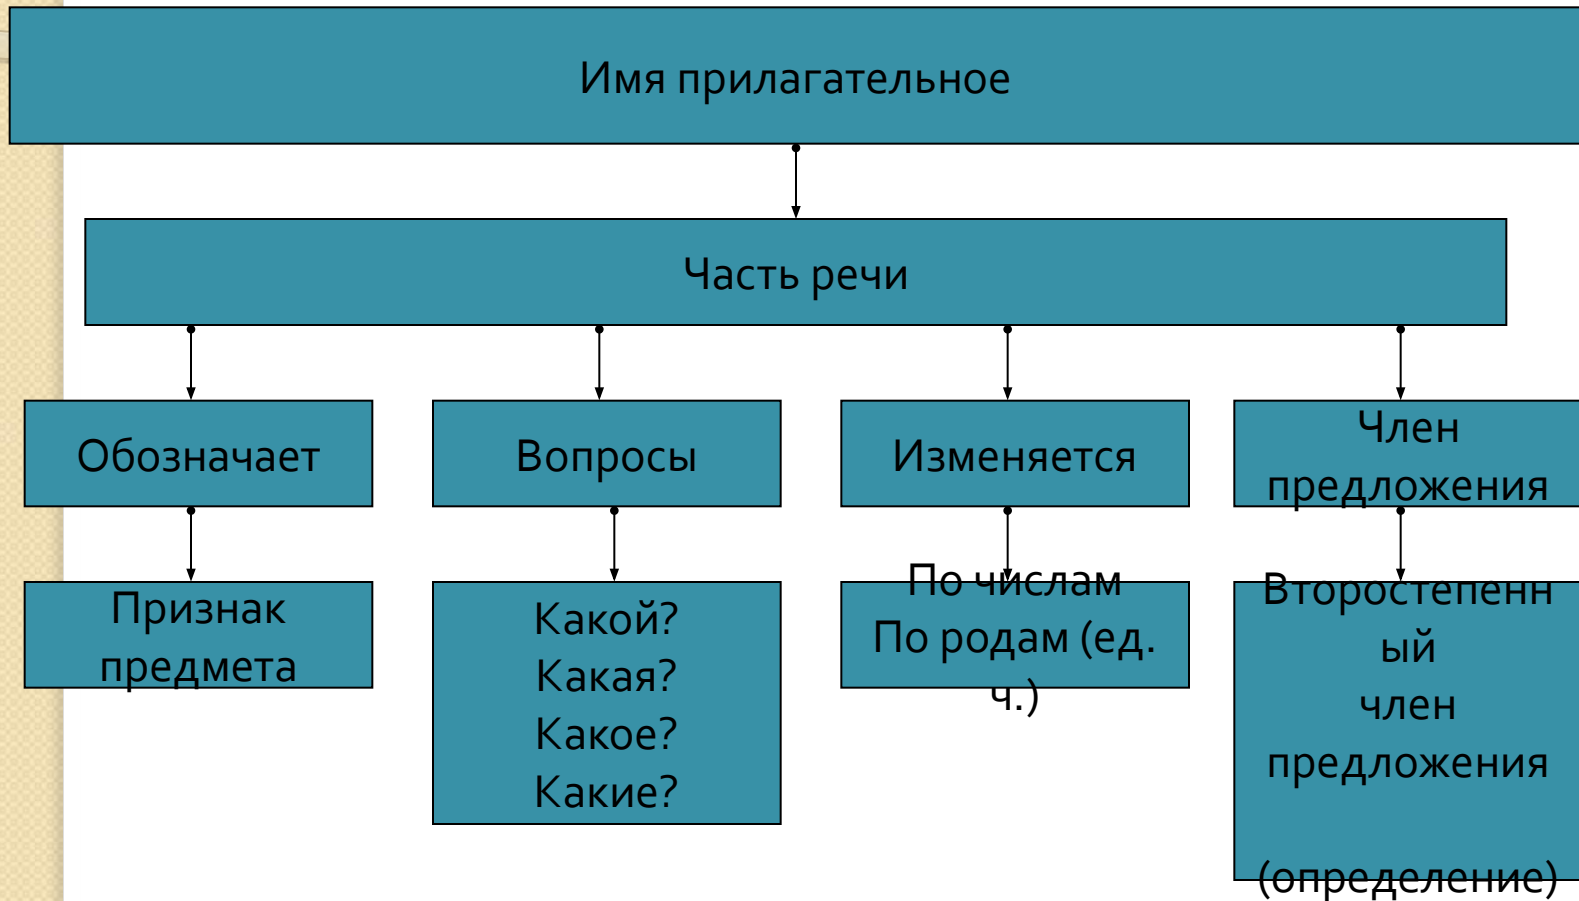 Имя прилагательное
Часть речи
Обозначает
Вопросы
Изменяется
Член
предложения
Признак
предмета
Какой?
Какая?
Какое?
Какие?
По числам
По родам (ед.
ч.)
Второстепенн
ый
член
предложения
(определение)